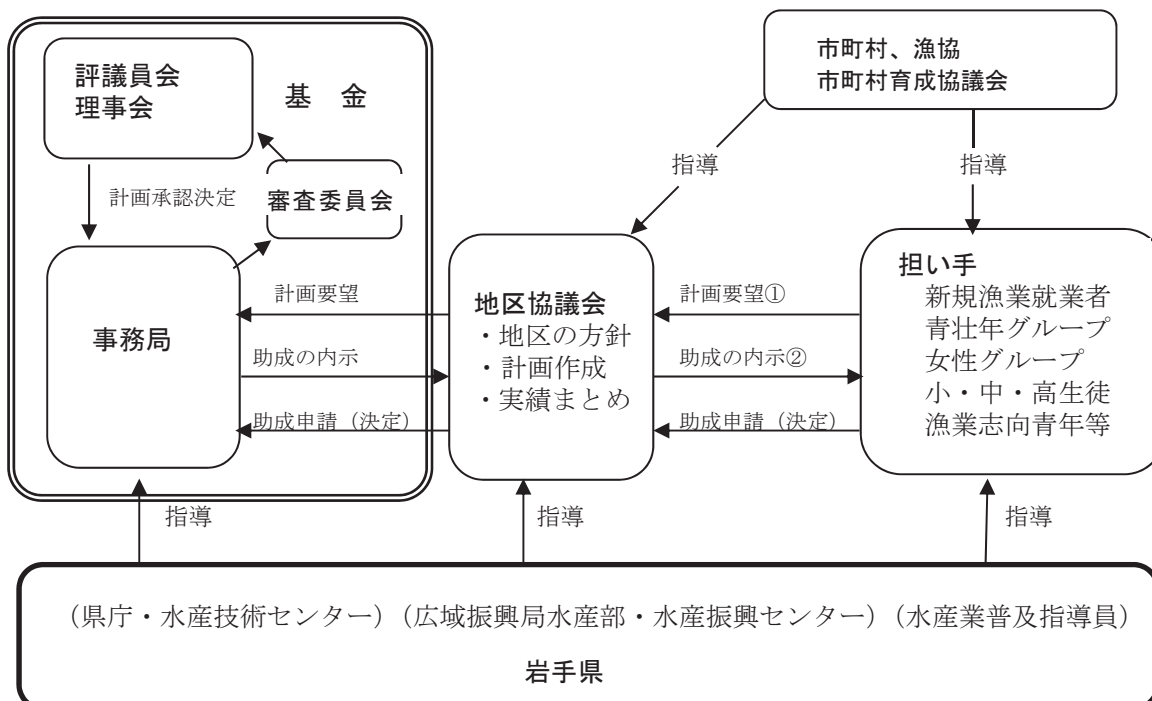 評議員会
理事会
基　金
計画承認決定
審査委員会
事務局
市町村、漁協
市町村育成協議会
指導
指導
計画要望
助成の内示
助成申請（決定）
地区協議会
・地区の方針
・計画作成
・実績まとめ
計画要望①
助成の内示②
助成申請（決定）
担い手
新規漁業就業者
青壮年グループ
女性グループ
小・中・高生徒
漁業志向青年等
指導
指導
指導
（県庁・水産技術センター）（広域振興局水産部・水産振興センター）（水産業普及指導員）
岩手県